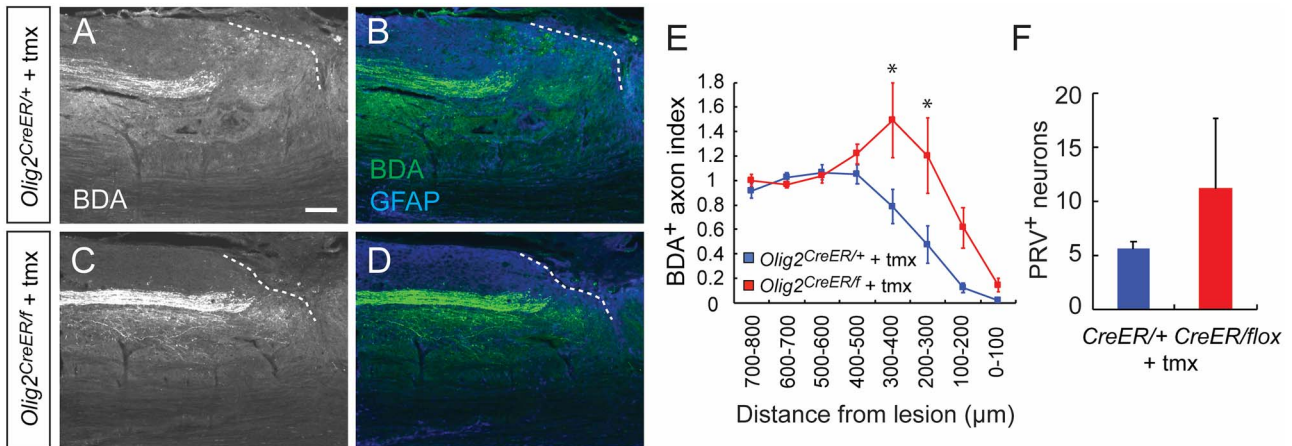 Olig2CreER/+ + tmx
A
BDA
B
BDA
GFAP
Olig2CreER/f + tmx
C
D
E
BDA+ axon index
1.8
1.6
1.4
1.2
1
0.8
0.6
0.4
0.2
0
*
*
Olig2CreER/+ + tmx
Olig2CreER/f + tmx
700-800
600-700
500-600
400-500
300-400
200-300
100-200
0-100
Distance from lesion (µm)
F
PRV+ neurons
20
15
10
5
0
CreER/+ CreER/flox
+ tmx